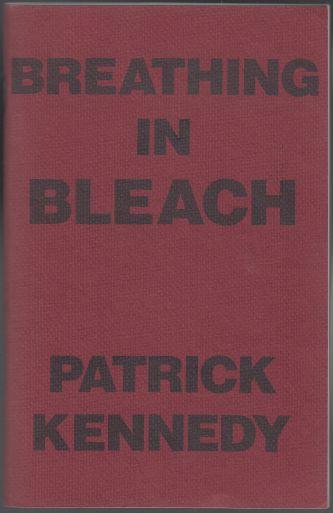 BREATHING
IN
BLEACH
PATRICK
KENNEDY